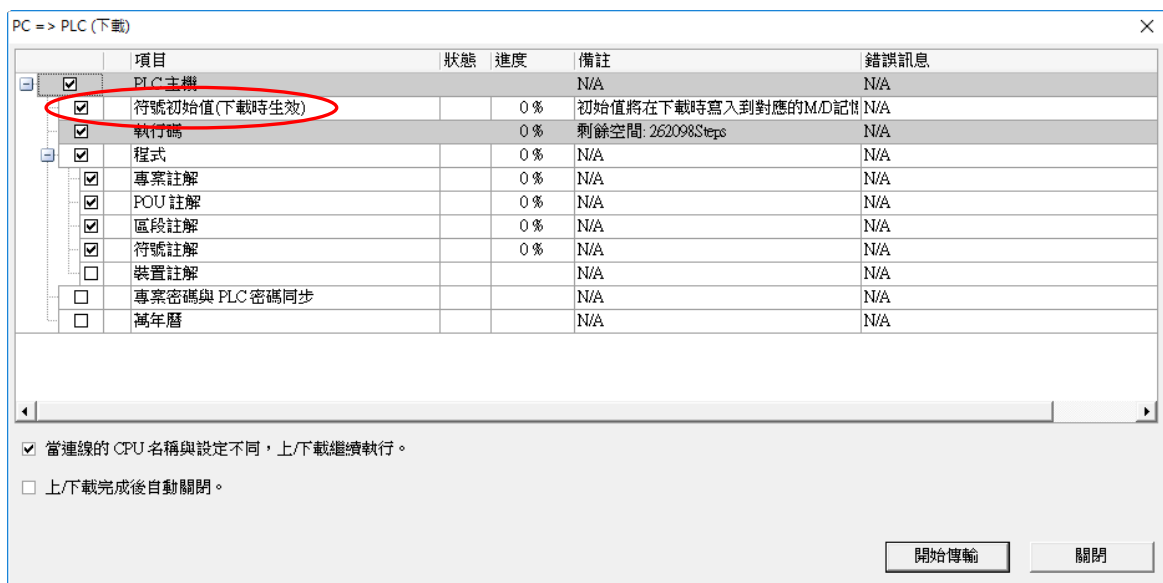 PC => PLC (下載)
項目 狀態 進度 備註 錯誤訊息
PLC主機 N/A N/A
符號初始值(下載時生效) 0 % 初始值將在下載時寫入到對應的M/D記憶 N/A
執行碼 0 % 剩餘空間: 262098Steps
程式 0 % N/A N/A
專案註解 0 % N/A N/A
POU 註解 0 % N/A N/A
區段註解 0 % N/A N/A
符號註解 0 % N/A N/A
裝置註解 N/A N/A
專案密碼與 PLC 密碼同步 N/A N/A
萬年曆 N/A N/A
當連線的 CPU 名稱與設定不同，上/下載繼續執行。
上/下載完成後自動關閉。
開始傳輸 關閉